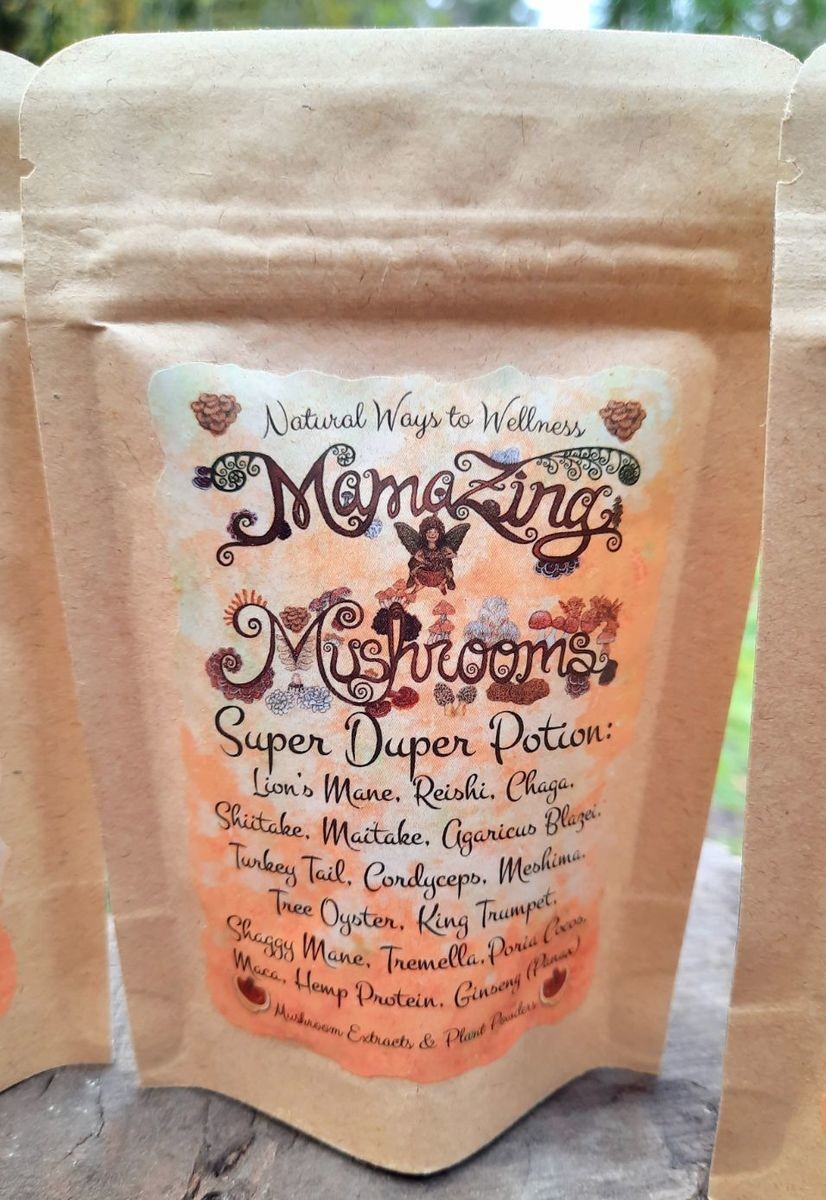 Natural Ways to Wellness
Mamazing
Mushrooms
Super Duper Potion:
Lion's Mane, Reishi, Chaga,
Shiitake, Maitake, Agaricus Blazei,
Turkey Tail, Cordyceps, Meshima,
Tree Oyster, King Trumpet,
Shaggy Mane, Tremella, Poria Cocos,
Maca, Hemp Protein, Ginseng (Panax)
Mushroom Extracts & Plant Powders